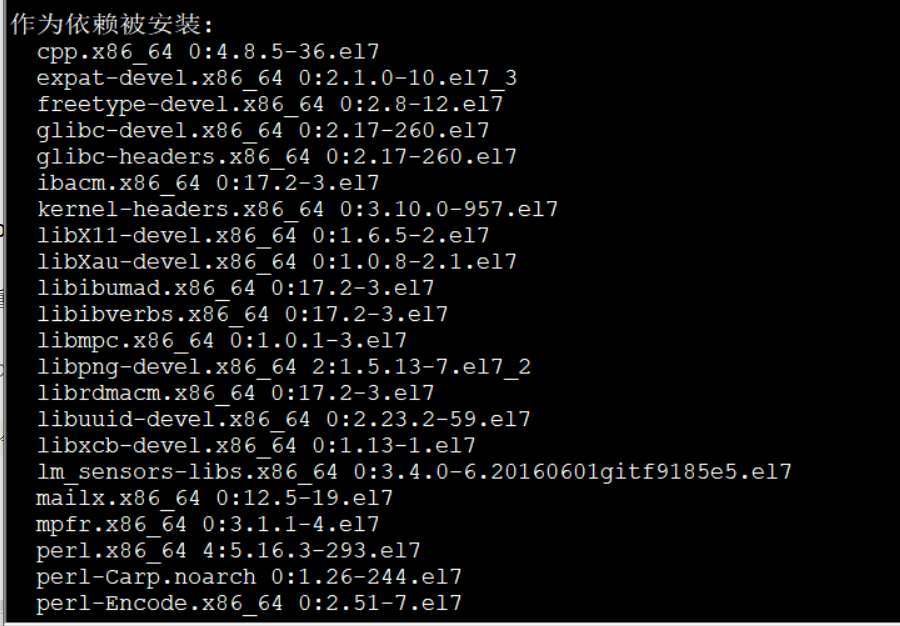 作为依赖被安装:
cpp.x86_64 0:4.8.5-36.el7
expat-devel.x86_64 0:2.1.0-10.el7_3
freetype-devel.x86_64 0:2.8-12.el7
glibc-devel.x86_64 0:2.17-260.el7
glibc-headers.x86_64 0:2.17-260.el7
ibacm.x86_64 0:17.2-3.el7
kernel-headers.x86_64 0:3.10.0-957.el7
libX11-devel.x86_64 0:1.6.5-2.el7
libXau-devel.x86_64 0:1.0.8-2.1.el7
libibumad.x86_64 0:17.2-3.el7
libibverbs.x86_64 0:17.2-3.el7
libmpc.x86_64 0:1.0.1-3.el7
libpng-devel.x86_64 2:1.5.13-7.el7_2
librdmacm.x86_64 0:17.2-3.el7
libuuid-devel.x86_64 0:2.23.2-59.el7
libxcb-devel.x86_64 0:1.13-1.el7
lm_sensors-libs.x86_64 0:3.4.0-6.20160601gitf9185e5.el7
mailx.x86_64 0:12.5-19.el7
mpfr.x86_64 0:3.1.1-4.el7
perl.x86_64 4:5.16.3-293.el7
perl-Carp.noarch 0:1.26-244.el7
perl-Encode.x86_64 0:2.51-7.el7